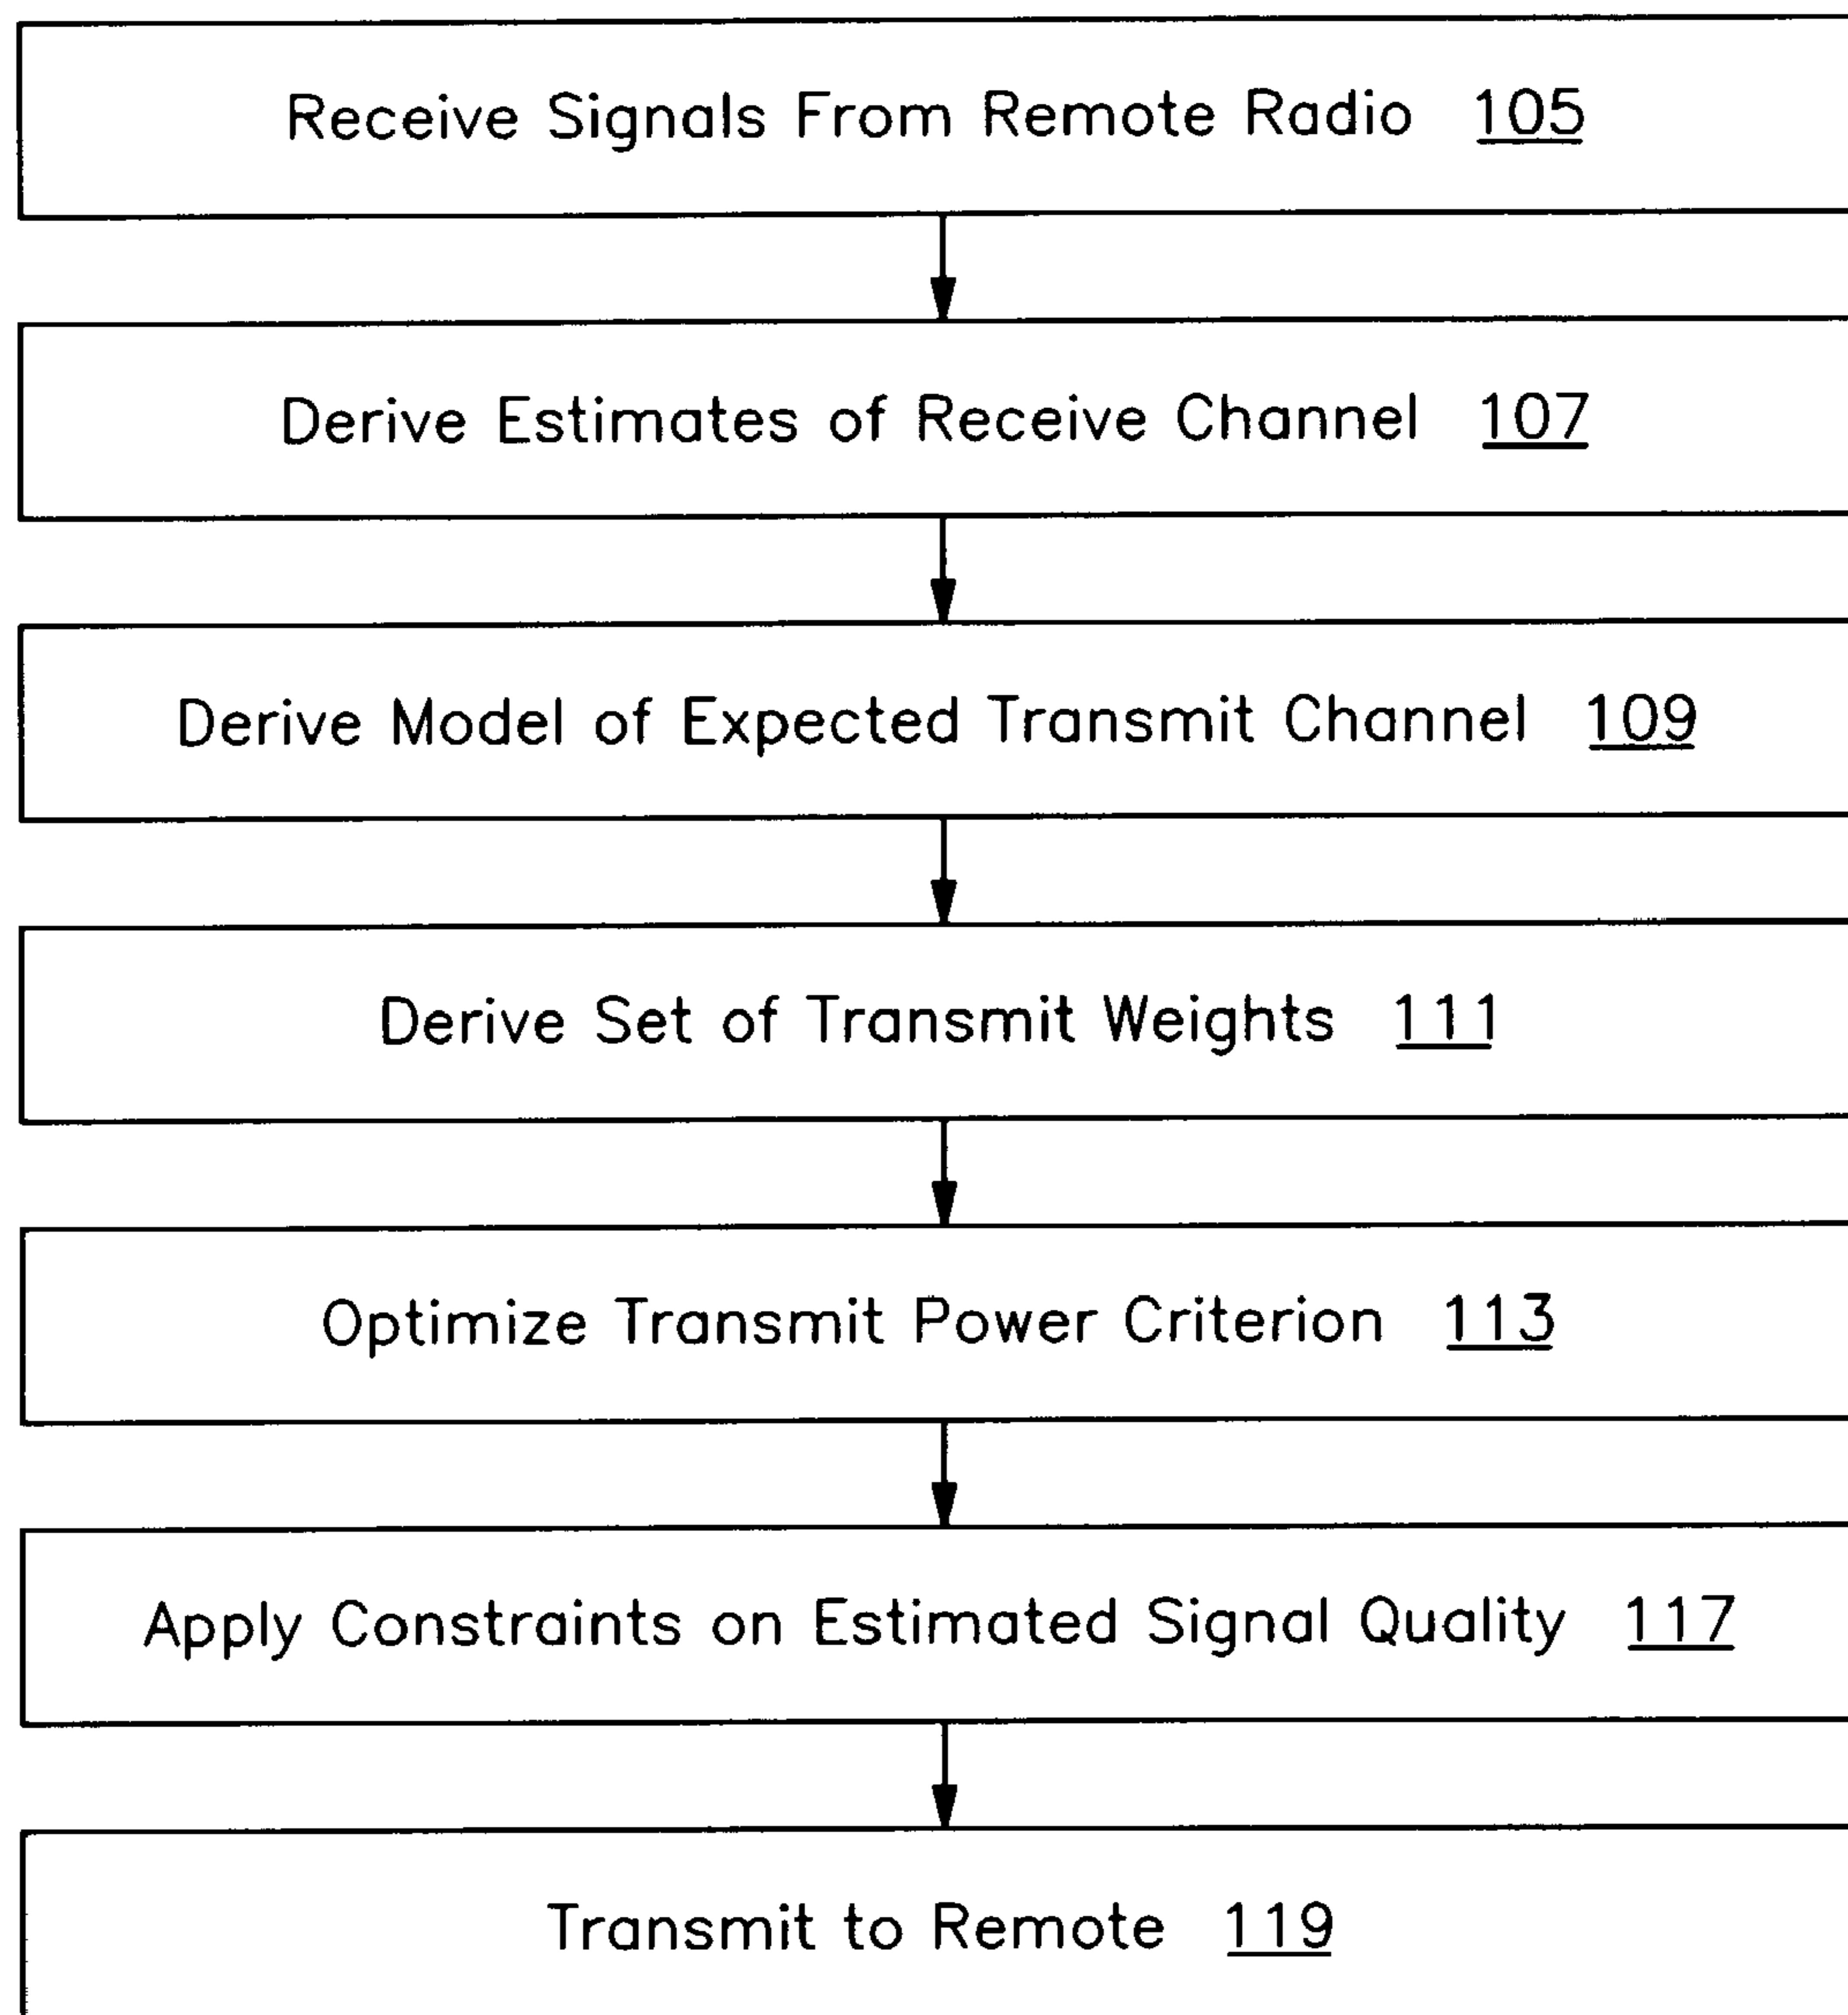 Receive Signals From Remote Radio 105
Derive Estimates of Receive Channel 107
Derive Model of Expected Transmit Channel 109
Derive Set of Transmit Weights 111
Optimize Transmit Power Criterion 113
Apply Constraints on Estimated Signal Quality 117
Transmit to Remote 119